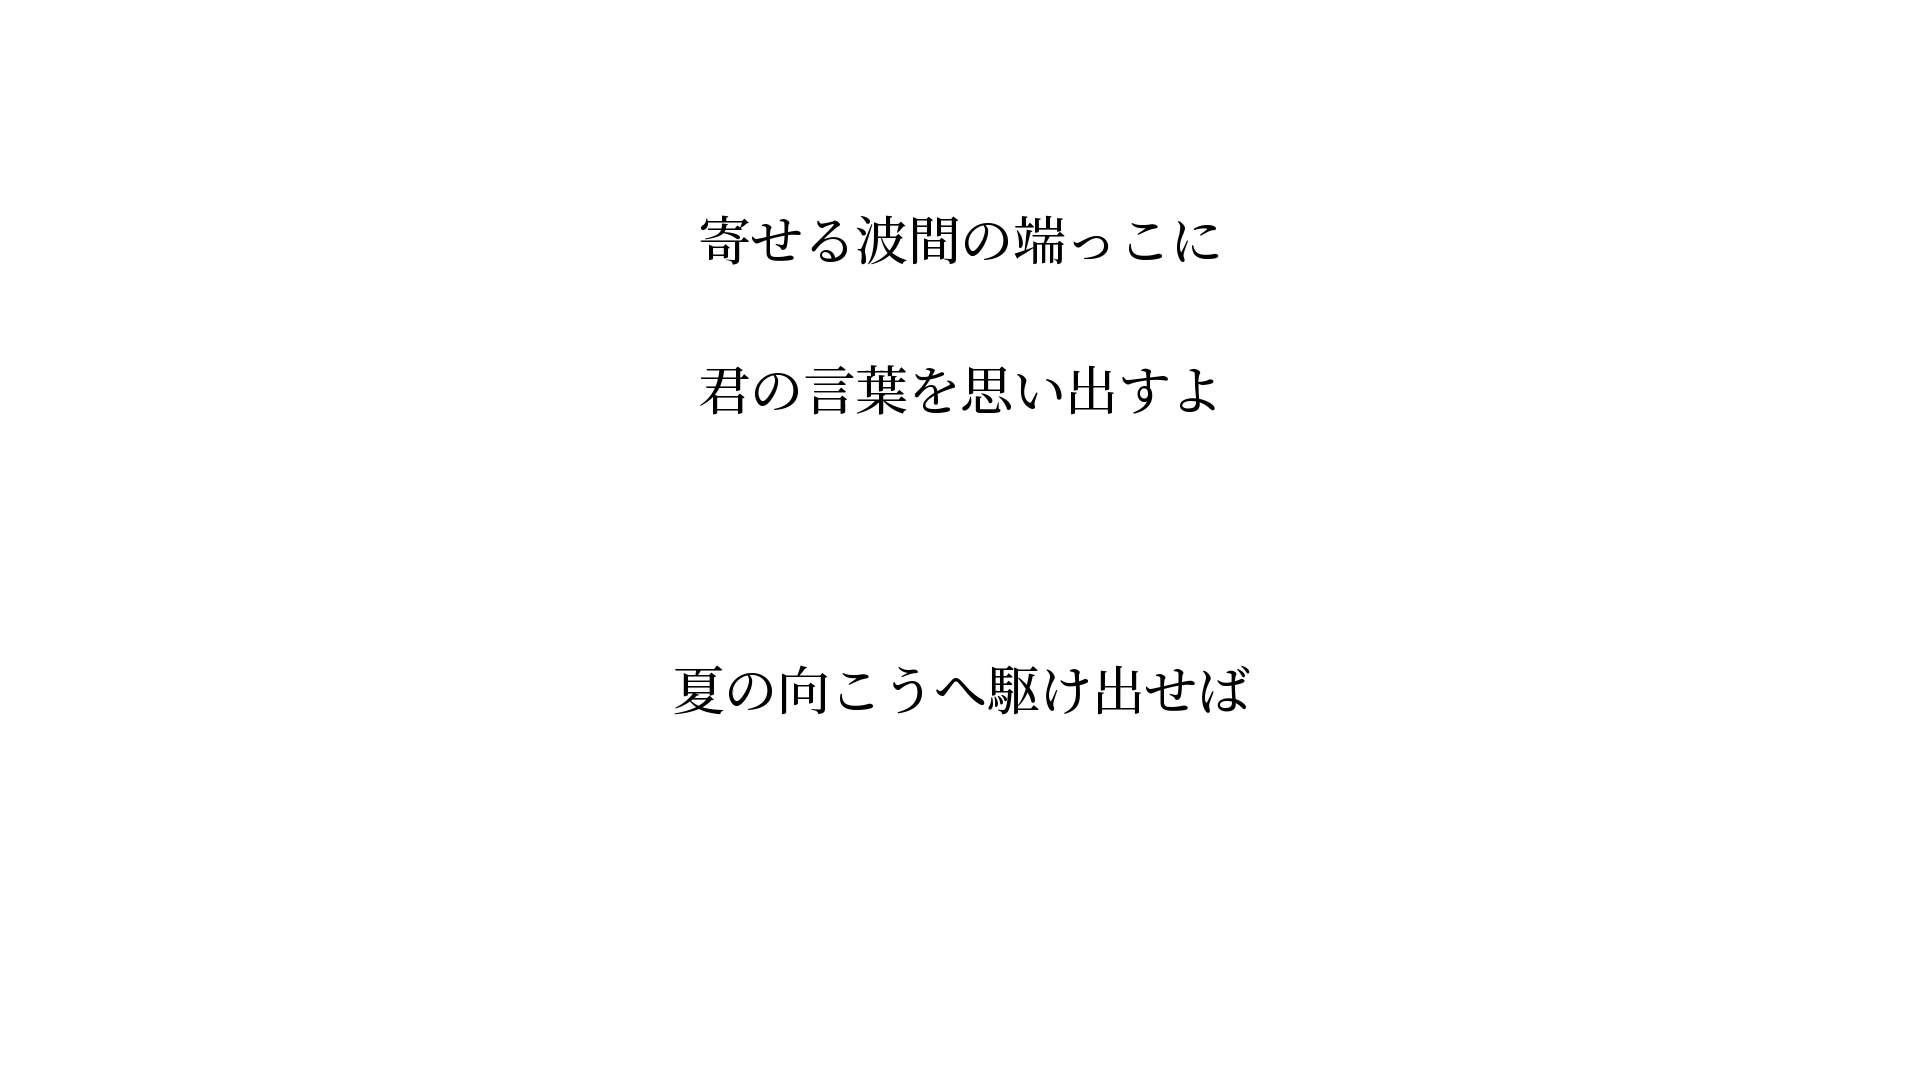 寄せる波間の端っこに
君の言葉を思い出すよ
夏の向こうへ駆け出せば